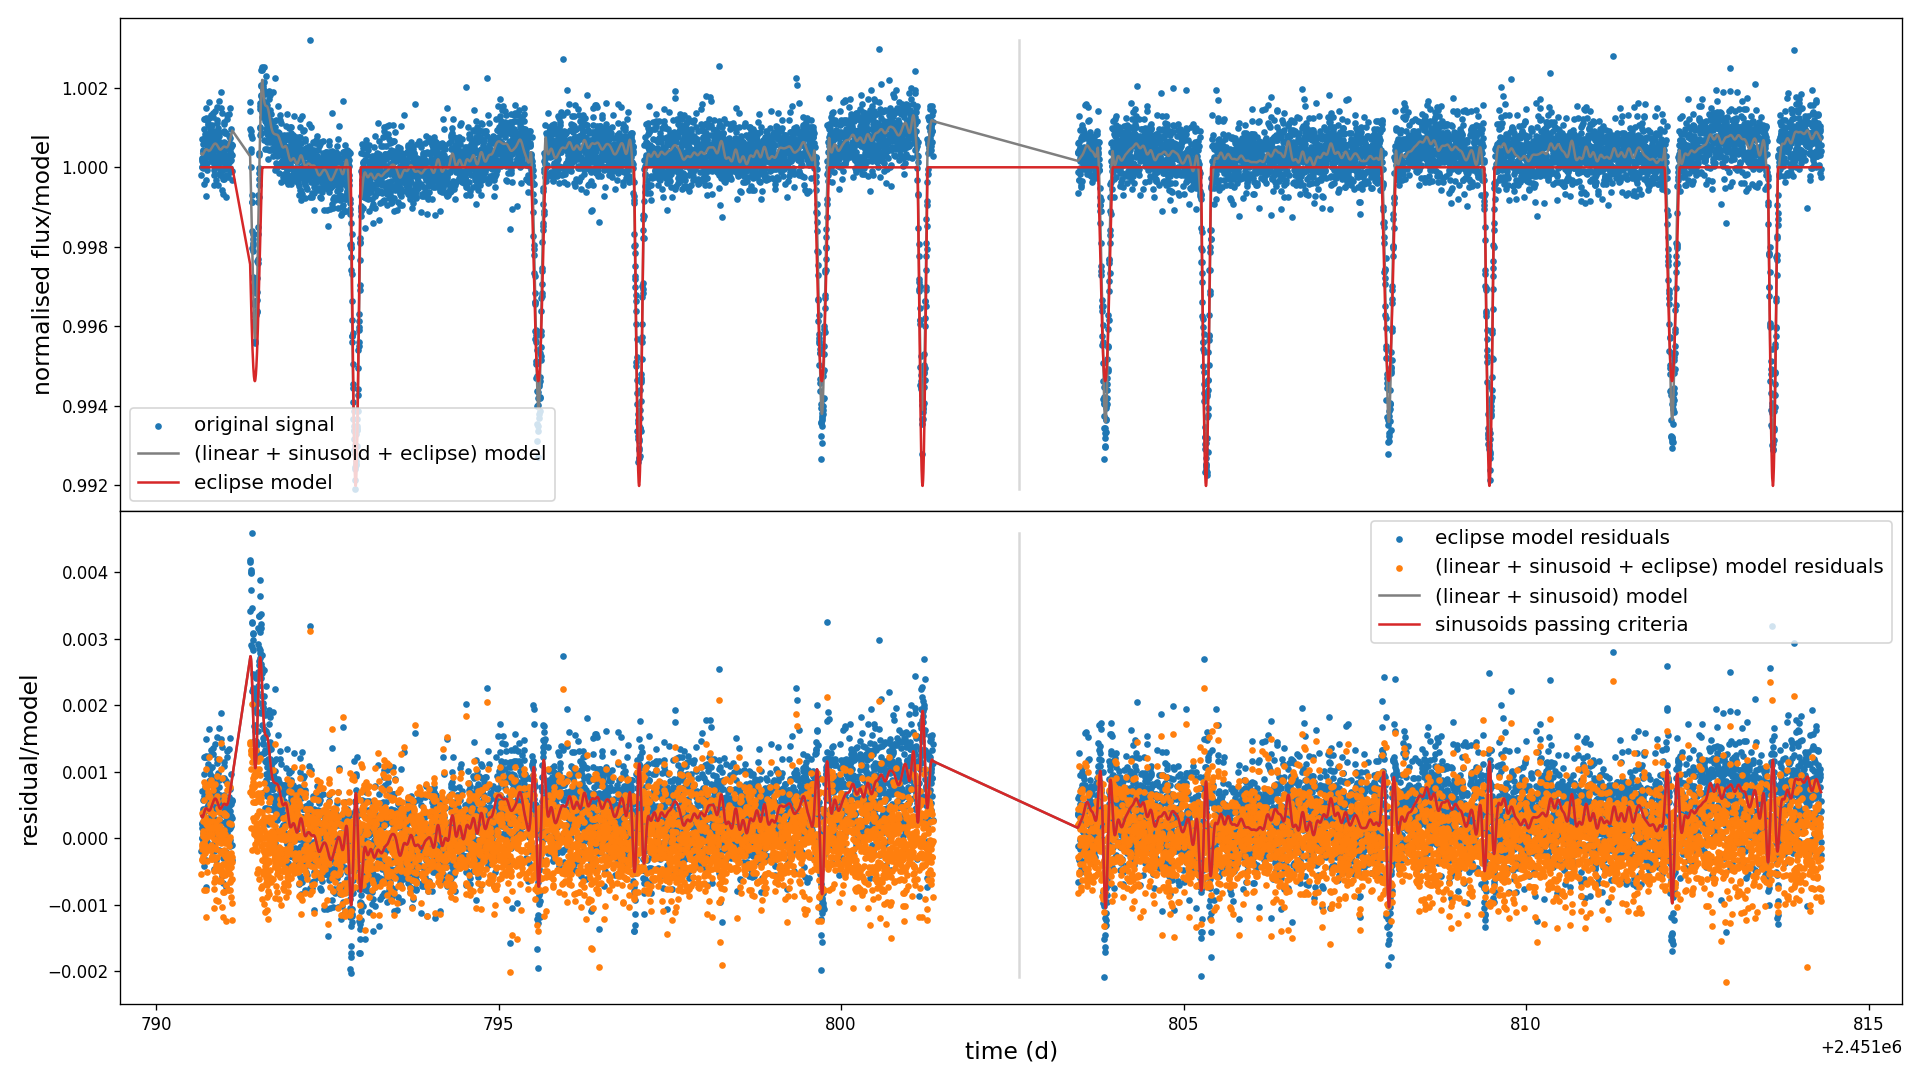 normalised flux/model
1.002
1.000
0.998
0.996
0.994
0.992
original signal
(linear + sinusoid + eclipse) model
eclipse model
residual/model
0.004
0.003
0.002
0.001
0.000
−0.001
−0.002
eclipse model residuals
(linear + sinusoid + eclipse) model residuals
(linear + sinusoid) model
sinusoids passing criteria
790
795
800
805
810
815
time (d)
+2.451e6